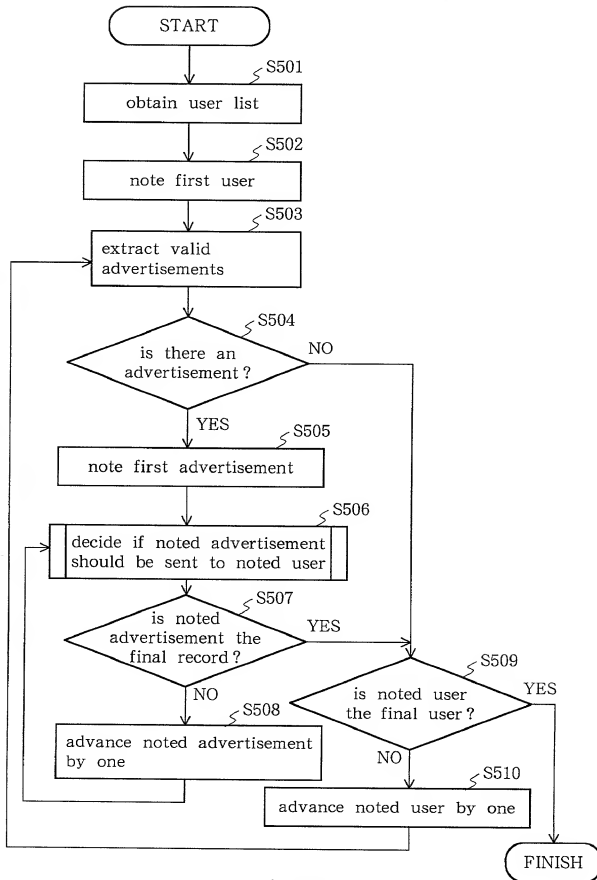 START
S501
obtain user list
S502
note first user
S503
extract valid
advertisements
S504
is there an
advertisement?
NO
YES
S505
note first advertisement
S506
decide if noted advertisement
should be sent to noted user
S507
is noted
advertisement the
final record?
YES
NO
S508
advance noted advertisement
by one
S509
is noted user
the final user?
YES
NO
S510
advance noted user by one
FINISH